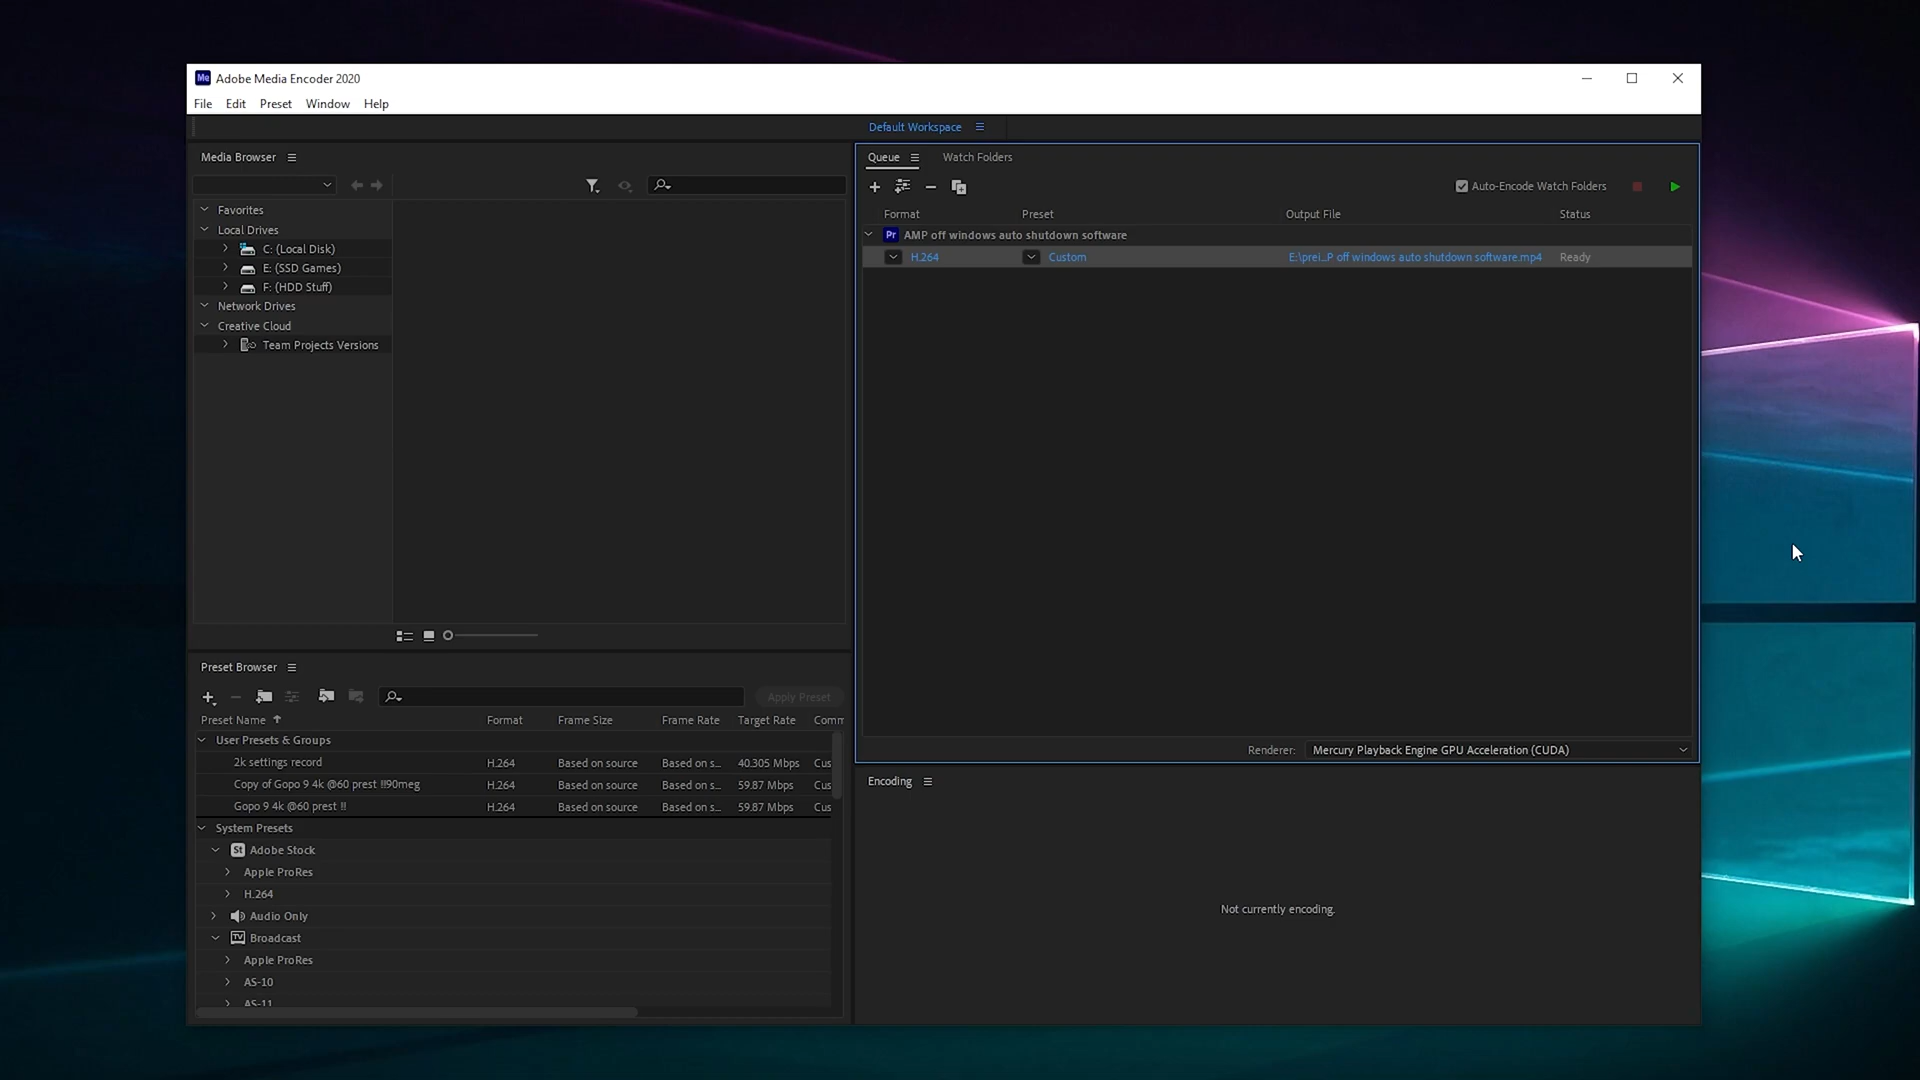 Me Adobe Media Encoder 2020
File Edit Preset Window Help
Default Workspace
Media Browser
Favorites
Local Drives
C: (Local Disk)
E: (SSD Games)
F: (HDD Stuff)
Network Drives
Creative Cloud
Team Projects Versions
Queue Watch Folders
Auto-Encode Watch Folders
Format Preset Output File Status
Pr AMP off windows auto shutdown software
H.264 Custom E:\prei...P off windows auto shutdown software.mp4 Ready
Renderer: Mercury Playback Engine GPU Acceleration (CUDA)
Preset Browser
Apply Preset
Preset Name Format Frame Size Frame Rate Target Rate Comm
User Presets & Groups
2k settings record H.264 Based on source Based on s... 40.305 Mbps Cus
Copy of Gopo 9 4k @60 prest !!90meg H.264 Based on source Based on s... 59.87 Mbps Cus
Gopo 9 4k @60 prest !! H.264 Based on source Based on s... 59.87 Mbps Cus
System Presets
St Adobe Stock
Apple ProRes
H.264
Audio Only
TV Broadcast
Apple ProRes
AS-10
AS-11
Encoding
Not currently encoding.